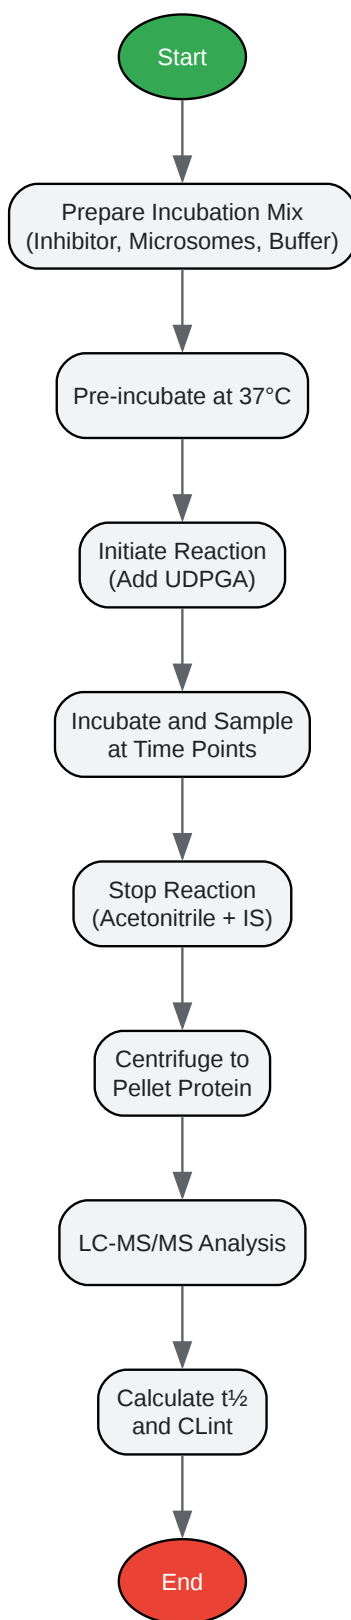 Start
Prepare Incubation Mix
(Inhibitor, Microsomes, Buffer)
Pre-incubate at 37°C
Initiate Reaction
(Add UDPGA)
Incubate and Sample
at Time Points
Stop Reaction
(Acetonitrile + IS)
Centrifuge to
Pellet Protein
LC-MS/MS Analysis
Calculate t½
and CLint
End